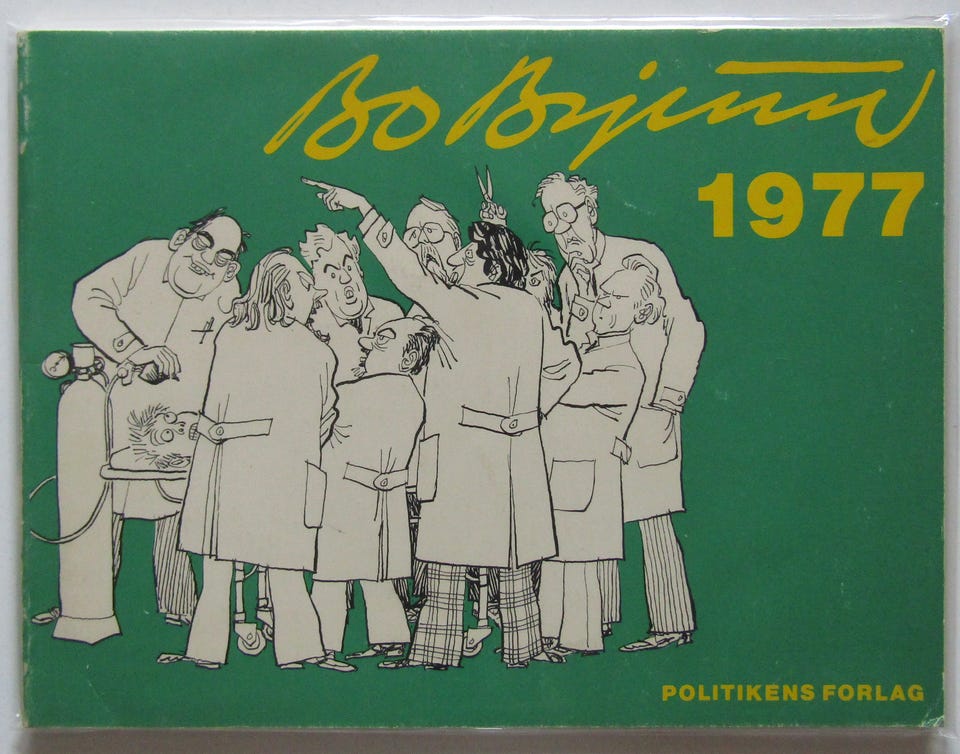 Bo Bojesen
1977
POLITIKENS FORLAG